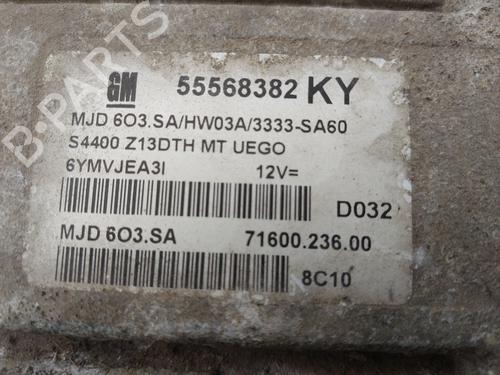 GM 55568382 KY
MJD 6O3.SA/HW03A/3333-SA60
S4400 Z13DTH MT UEGO
6YMVJEA3I 12V=
D032
MJD 6O3.SA 71600.236.00
8C10
B-PARTS